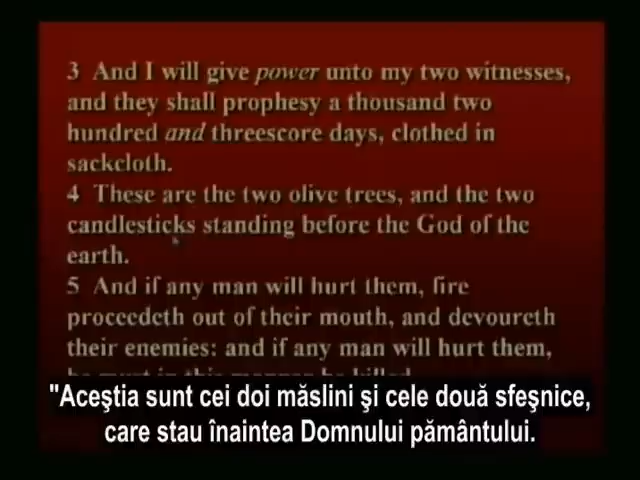 3 And I will give power unto my two witnesses,
and they shall prophesy a thousand two
hundred and threescore days, clothed in
sackcloth.
4 These are the two olive trees, and the two
candlesticks standing before the God of the
earth.
5 And if any man will hurt them, fire
proceedeth out of their mouth, and devoureth
their enemies: and if any man will hurt them,
"Aceştia sunt cei doi măslini şi cele două sfeşnice,
care stau înaintea Domnului pământului.